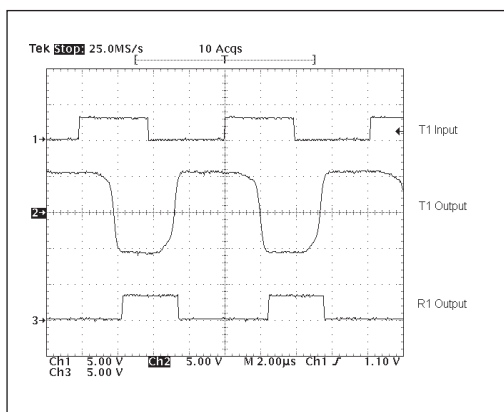 Tek Stop: 25.0MS/s 10 Acqs
T
1
T1 Input
2
T1 Output
3
R1 Output
Ch1 5.00 V Ch2 5.00 V M 2.00µs Ch1 ƒ 1.10 V
Ch3 5.00 V